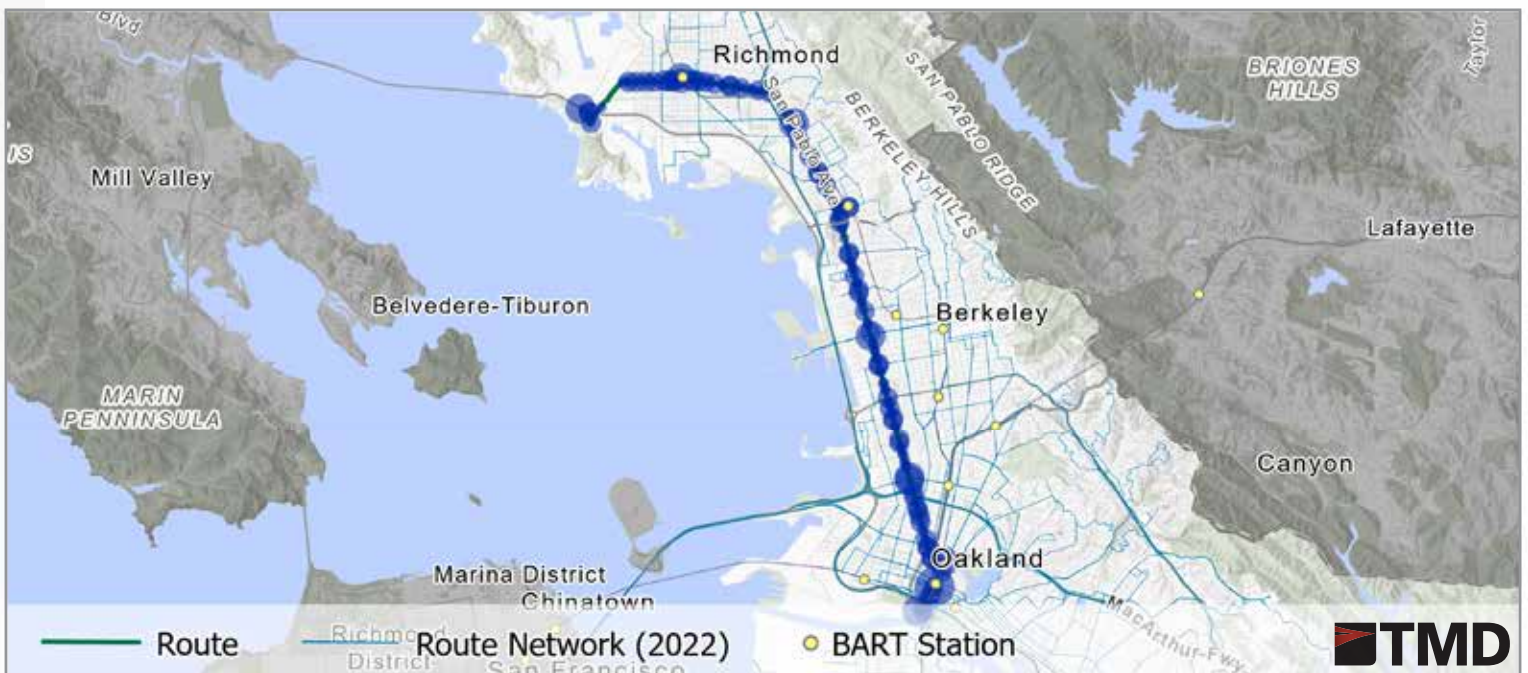 Blvd
Richmond
Taylor
BRIONES
HILLS
SAN PABLO RIDGE
BERKELEY HILLS
San Pablo Ave
IS
Mill Valley
Lafayette
Belvedere-Tiburon
Berkeley
MARIN
PENNINSULA
Canyon
Oakland
Marina District
Chinatown
MacArthur-Fwy
Richmond
District
San Francisco
Route
Route Network (2022)
BART Station
TMD